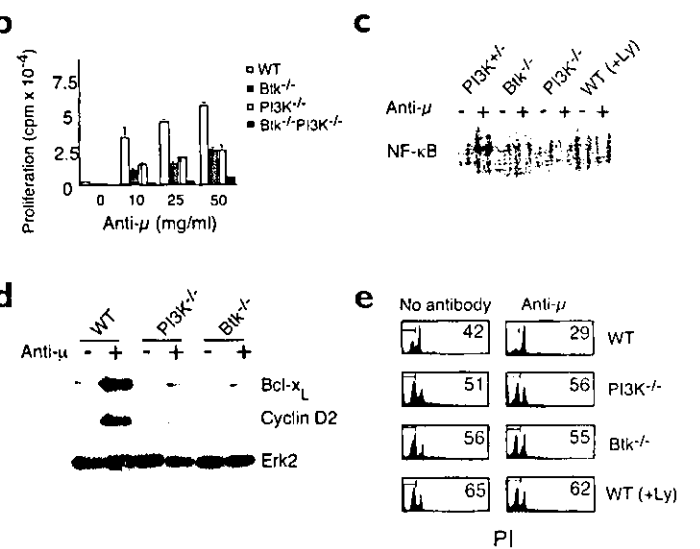 b
Proliferation (cpm x 10⁻⁴)
7.5
5
2.5
0
0 10 25 50
Anti-μ (mg/ml)
WT
Btk-/-
PI3K-/-
Btk-/-PI3K-/-
c
PI3K+/- Btk-/- PI3K-/- WT (+Ly)
Anti-μ - + - + - + - +
NF-κB
d
WT PI3K-/- Btk-/-
Anti-μ - + - + - +
Bcl-xL
Cyclin D2
Erk2
e
No antibody Anti-μ
42 29 WT
51 56 PI3K-/-
56 55 Btk-/-
65 62 WT (+Ly)
PI